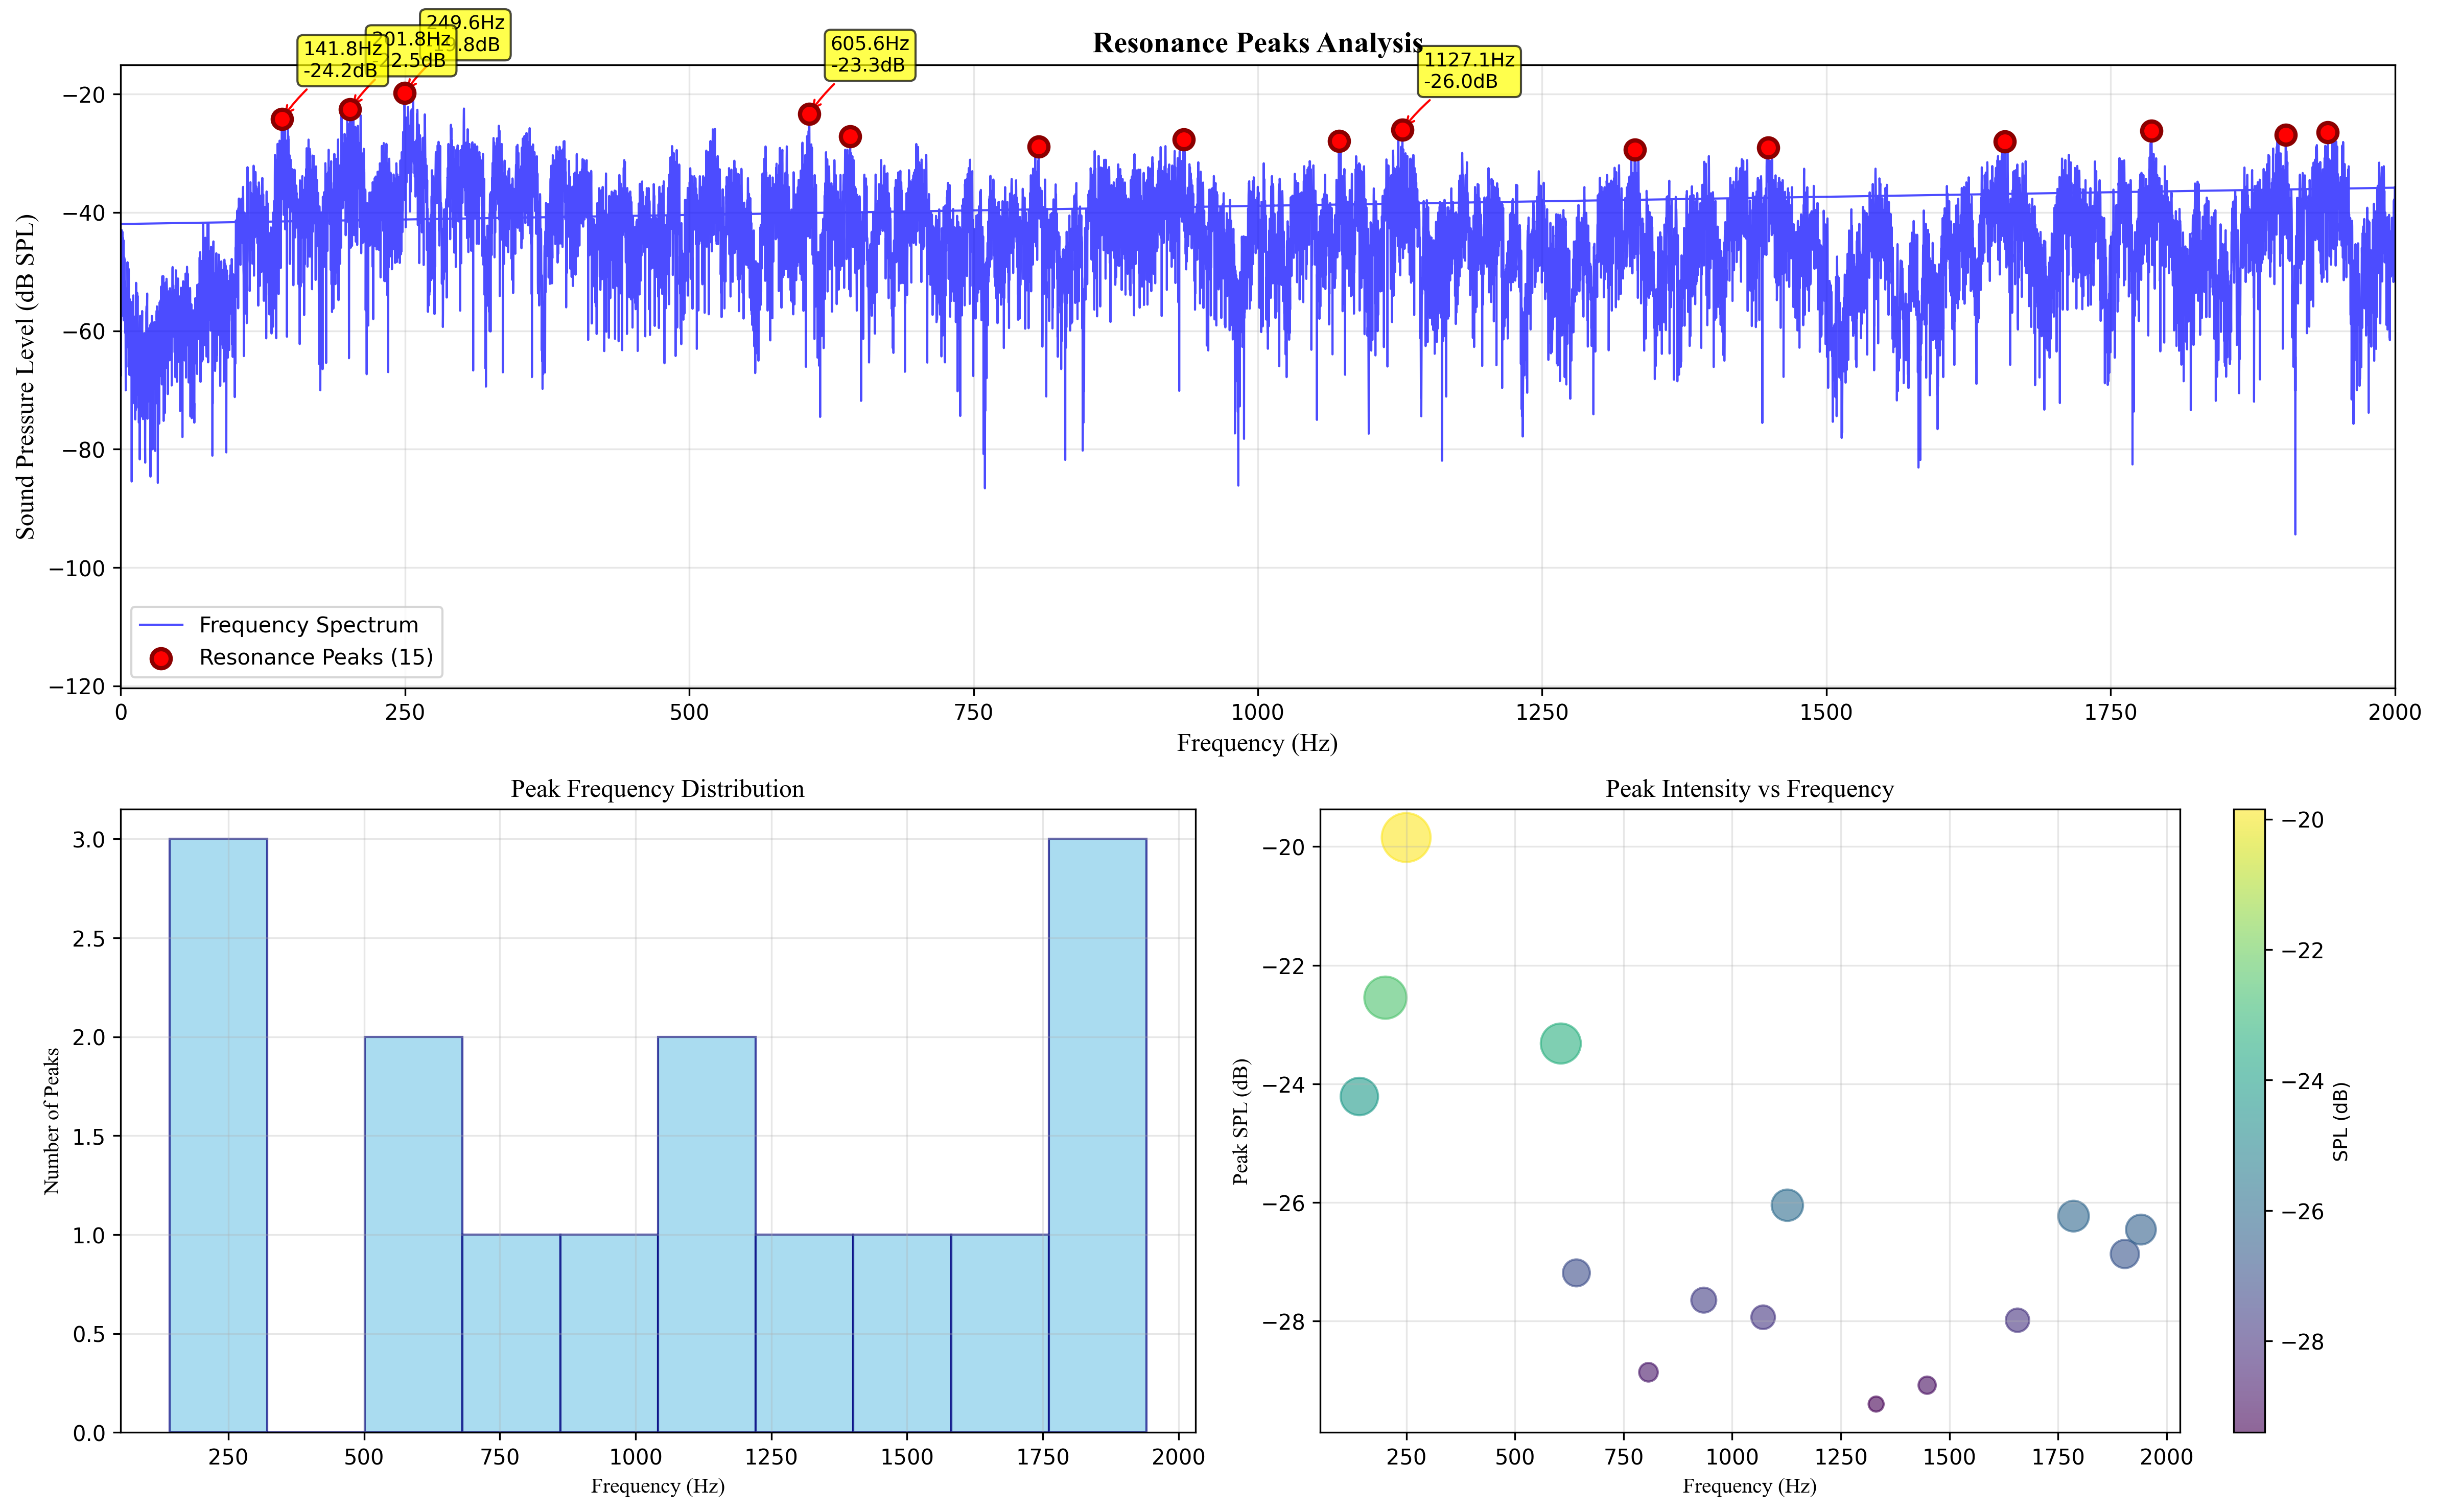 249.6Hz
201.8Hz
-22.5dB
141.8Hz
-24.2dB
605.6Hz
-23.3dB
Resonance Peaks Analysis
1127.1Hz
-26.0dB
Sound Pressure Level (dB SPL)
−20
−40
−60
−80
−100
−120
Frequency Spectrum
Resonance Peaks (15)
0
250
500
750
1000
1250
1500
1750
2000
Frequency (Hz)
Peak Frequency Distribution
Number of Peaks
3.0
2.5
2.0
1.5
1.0
0.5
0.0
250
500
750
1000
1250
1500
1750
2000
Frequency (Hz)
Peak Intensity vs Frequency
Peak SPL (dB)
−20
−22
−24
−26
−28
250
500
750
1000
1250
1500
1750
2000
Frequency (Hz)
−20
−22
−24
−26
−28
SPL (dB)